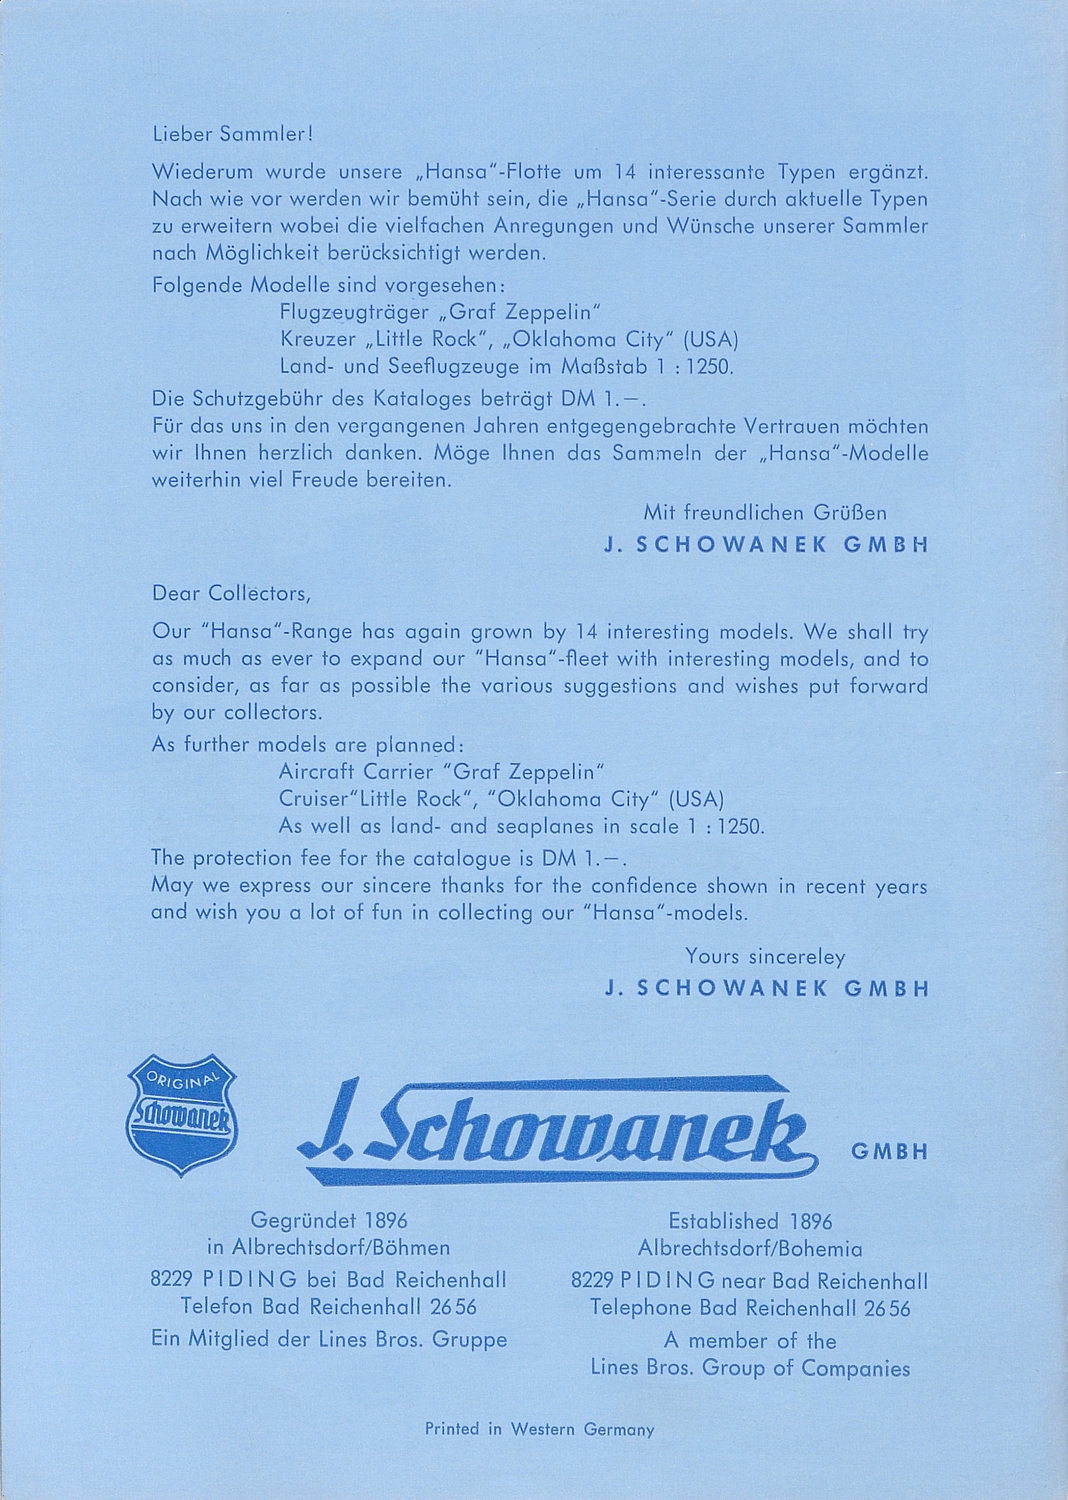 Lieber Sammler!
Wiederum wurde unsere „Hansa“-Flotte um 14 interessante Typen ergänzt.
Nach wie vor werden wir bemüht sein, die „Hansa“-Serie durch aktuelle Typen
zu erweitern wobei die vielfachen Anregungen und Wünsche unserer Sammler
nach Möglichkeit berücksichtigt werden.
Folgende Modelle sind vorgesehen:
Flugzeugträger „Graf Zeppelin“
Kreuzer „Little Rock“, „Oklahoma City“ (USA)
Land- und Seeflugzeuge im Maßstab 1 : 1250.
Die Schutzgebühr des Kataloges beträgt DM 1.—.
Für das uns in den vergangenen Jahren entgegengebrachte Vertrauen möchten
wir Ihnen herzlich danken. Möge Ihnen das Sammeln der „Hansa“-Modelle
weiterhin viel Freude bereiten.
Mit freundlichen Grüßen
J. SCHOWANEK GMBH
Dear Collectors,
Our “Hansa“-Range has again grown by 14 interesting models. We shall try
as much as ever to expand our “Hansa“-fleet with interesting models, and to
consider, as far as possible the various suggestions and wishes put forward
by our collectors.
As further models are planned:
Aircraft Carrier “Graf Zeppelin“
Cruiser“Little Rock“, “Oklahoma City“ (USA)
As well as land- and seaplanes in scale 1 : 1250.
The protection fee for the catalogue is DM 1.—.
May we express our sincere thanks for the confidence shown in recent years
and wish you a lot of fun in collecting our “Hansa“-models.
Yours sincereley
J. SCHOWANEK GMBH
ORIGINAL
Schowanek
J. Schowanek GMBH
Gegründet 1896
in Albrechtsdorf/Böhmen
8229 PIDING bei Bad Reichenhall
Telefon Bad Reichenhall 2656
Ein Mitglied der Lines Bros. Gruppe
Established 1896
Albrechtsdorf/Bohemia
8229 PIDING near Bad Reichenhall
Telephone Bad Reichenhall 2656
A member of the
Lines Bros. Group of Companies
Printed in Western Germany